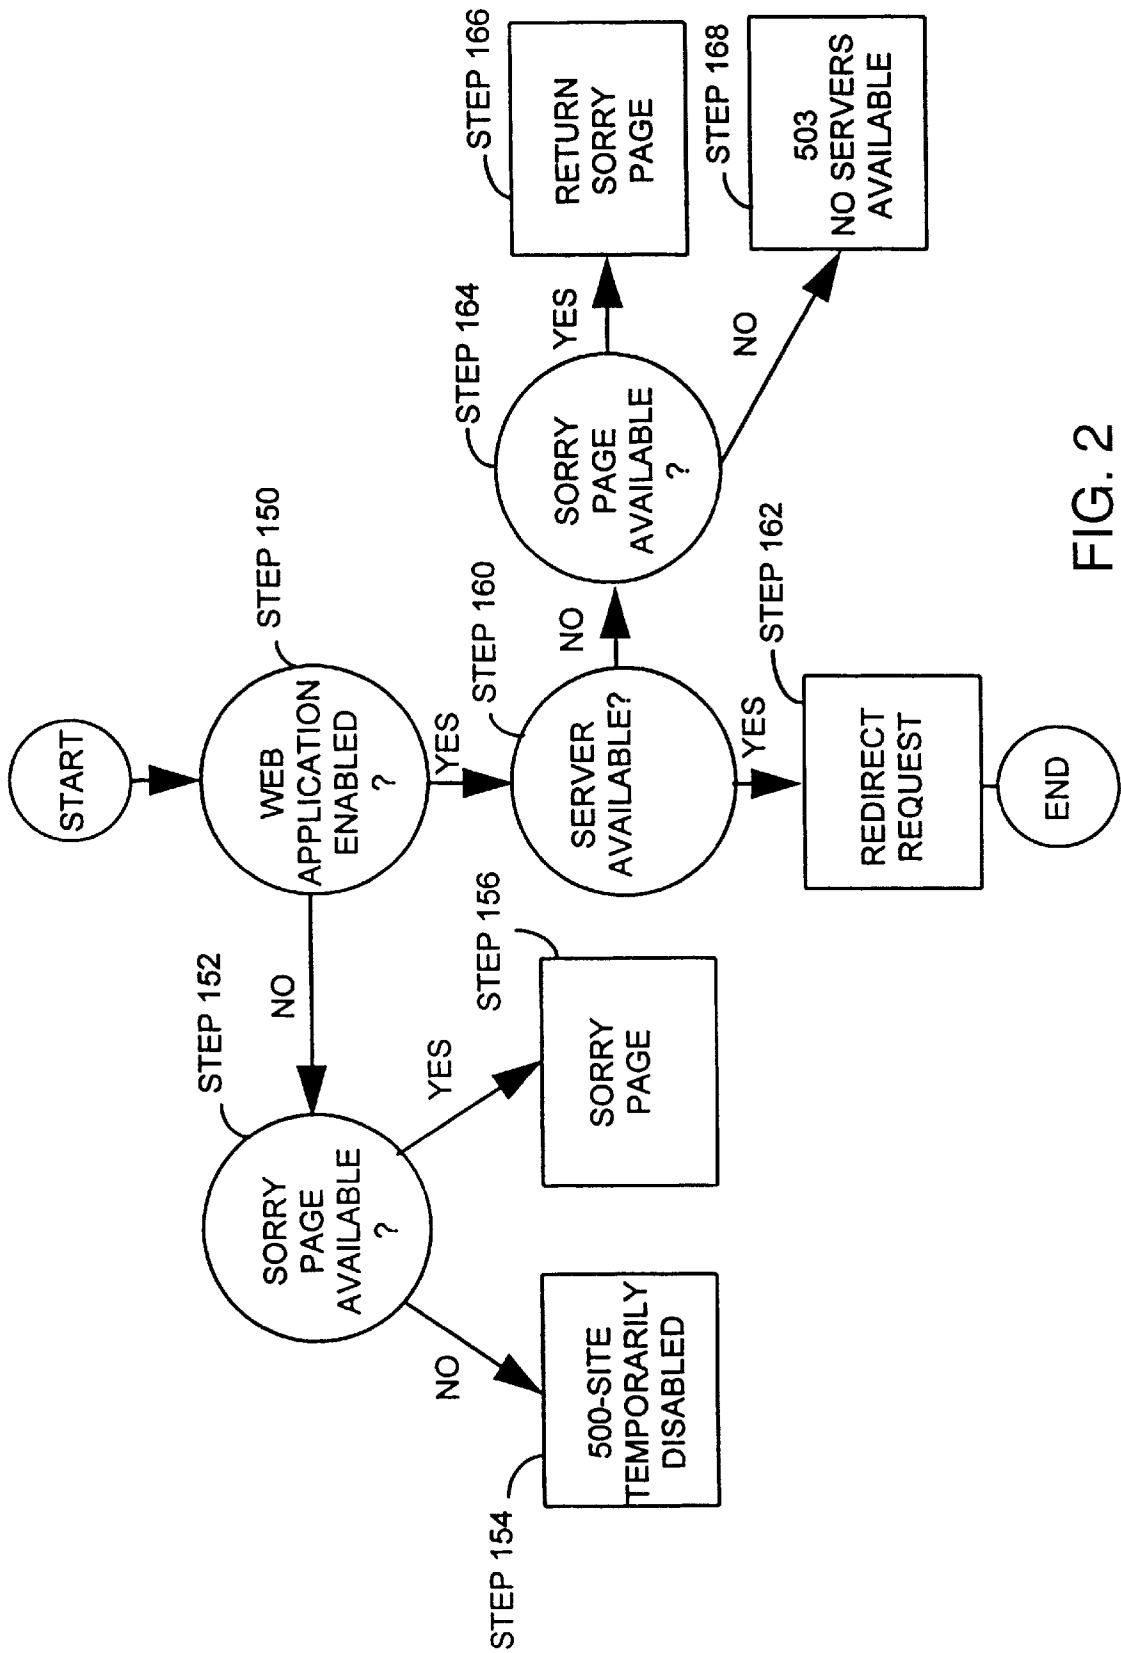 START
STEP 150
WEB
APPLICATION
ENABLED
?
NO
YES
STEP 152
SORRY
PAGE
AVAILABLE
?
NO
YES
STEP 154
500-SITE
TEMPORARILY
DISABLED
STEP 156
SORRY
PAGE
STEP 160
SERVER
AVAILABLE?
NO
YES
STEP 162
REDIRECT
REQUEST
END
STEP 164
SORRY
PAGE
AVAILABLE
?
YES
NO
STEP 166
RETURN
SORRY
PAGE
STEP 168
503
NO SERVERS
AVAILABLE
FIG. 2